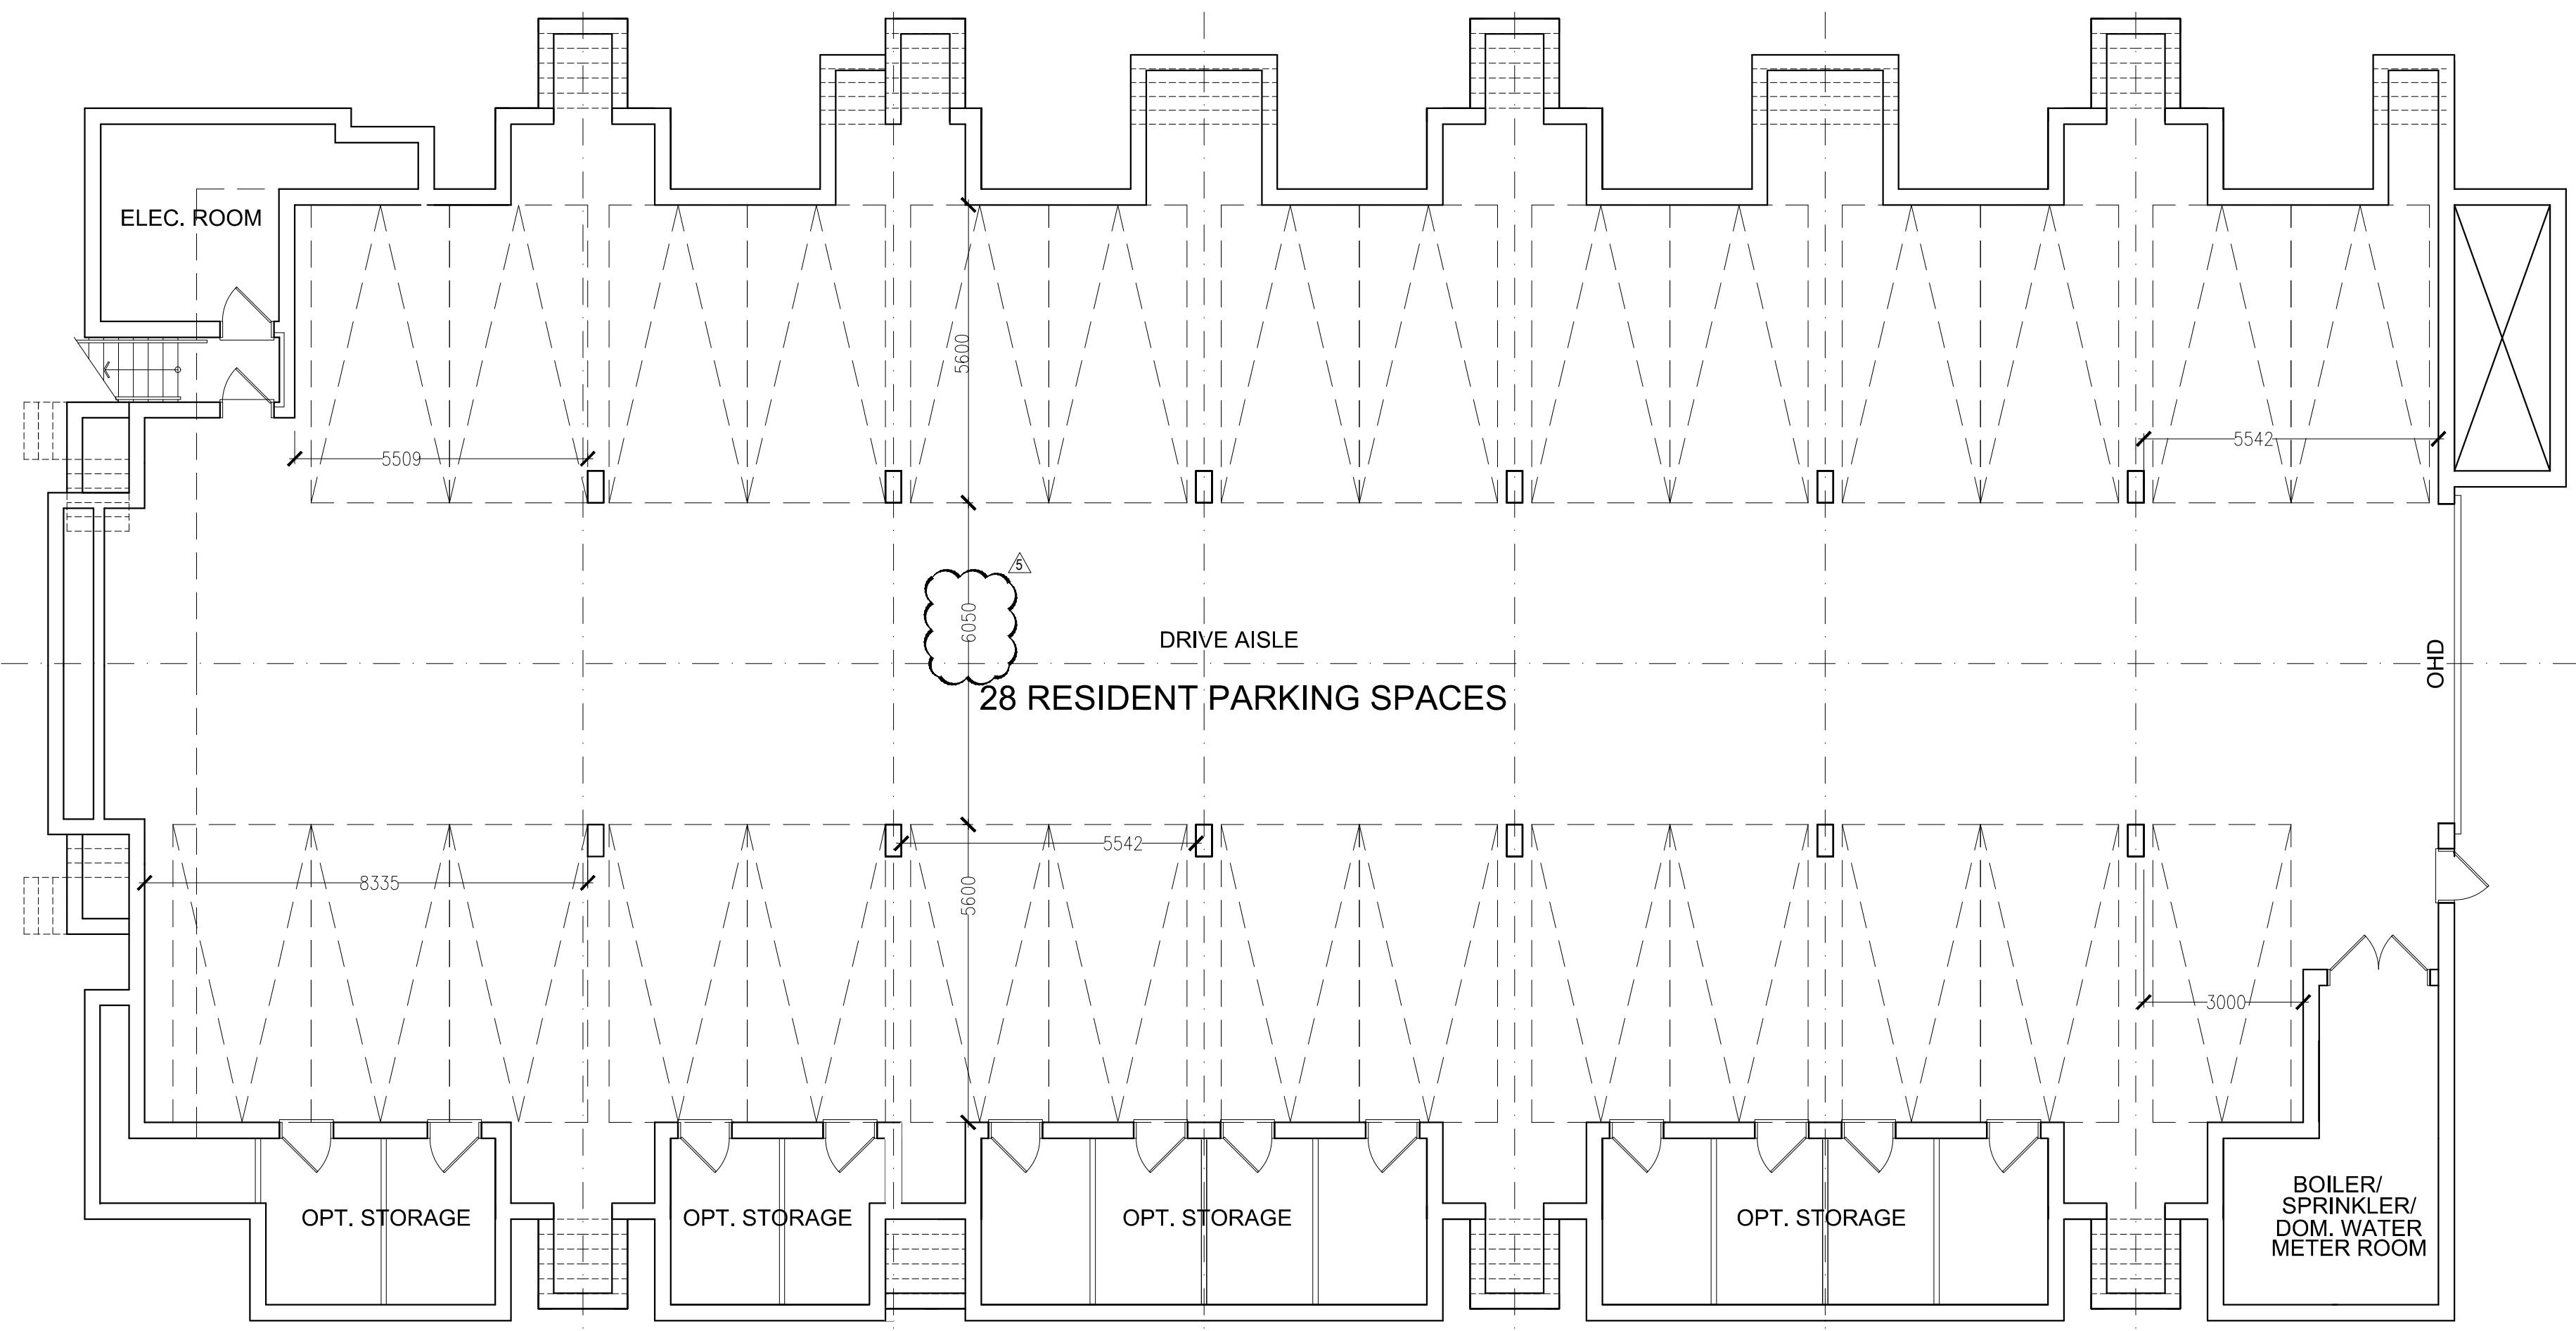 ELEC. ROOM
5600
5542
5509
5
6050
DRIVE AISLE
OHD
28 RESIDENT PARKING SPACES
5542
8335
5600
3000
BOILER/
SPRINKLER/
DOM. WATER
METER ROOM
OPT. STORAGE
OPT. STORAGE
OPT. STORAGE
OPT. STORAGE